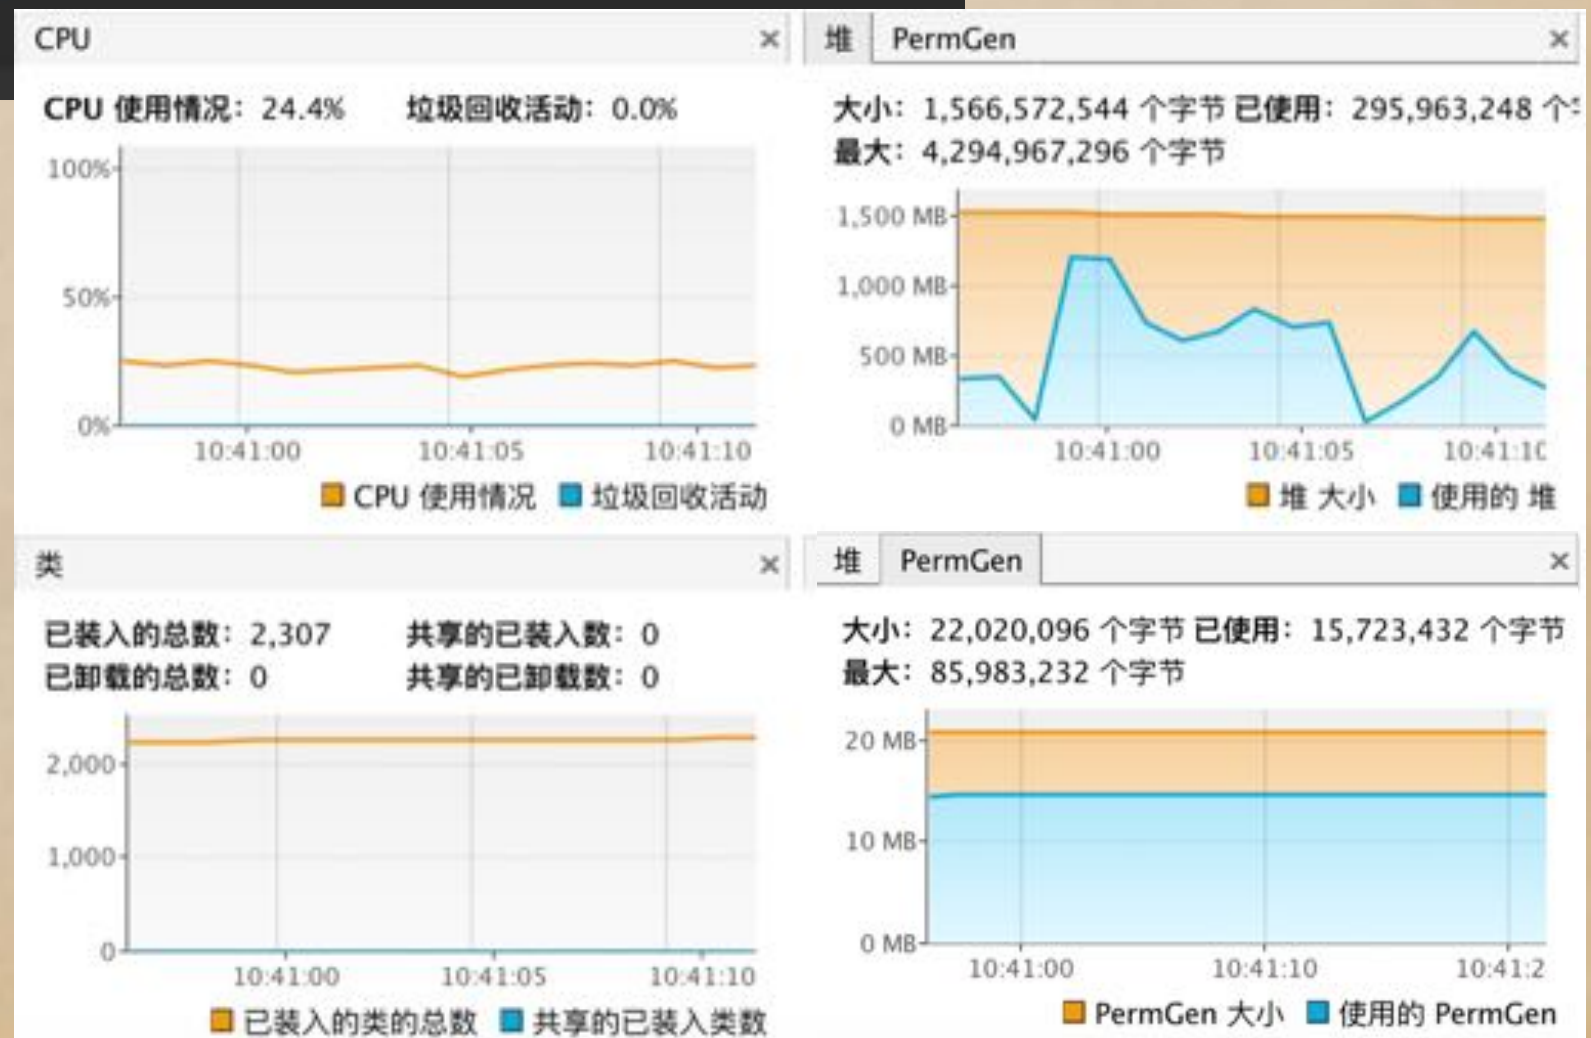 CPU ×
CPU 使用情况：24.4% 垃圾回收活动：0.0%
100%
50%
0%
10:41:00 10:41:05 10:41:10
CPU 使用情况 垃圾回收活动
堆 PermGen ×
大小：1,566,572,544 个字节 已使用：295,963,248 个
最大：4,294,967,296 个字节
1,500 MB
1,000 MB
500 MB
0 MB
10:41:00 10:41:05 10:41:10
堆 大小 使用的 堆
类 ×
已装入的总数：2,307 共享的已装入数：0
已卸载的总数：0 共享的已卸载数：0
2,000
1,000
0
10:41:00 10:41:05 10:41:10
已装入的类的总数 共享的已装入类数
堆 PermGen ×
大小：22,020,096 个字节 已使用：15,723,432 个字节
最大：85,983,232 个字节
20 MB
10 MB
0 MB
10:41:00 10:41:10 10:41:2
PermGen 大小 使用的 PermGen